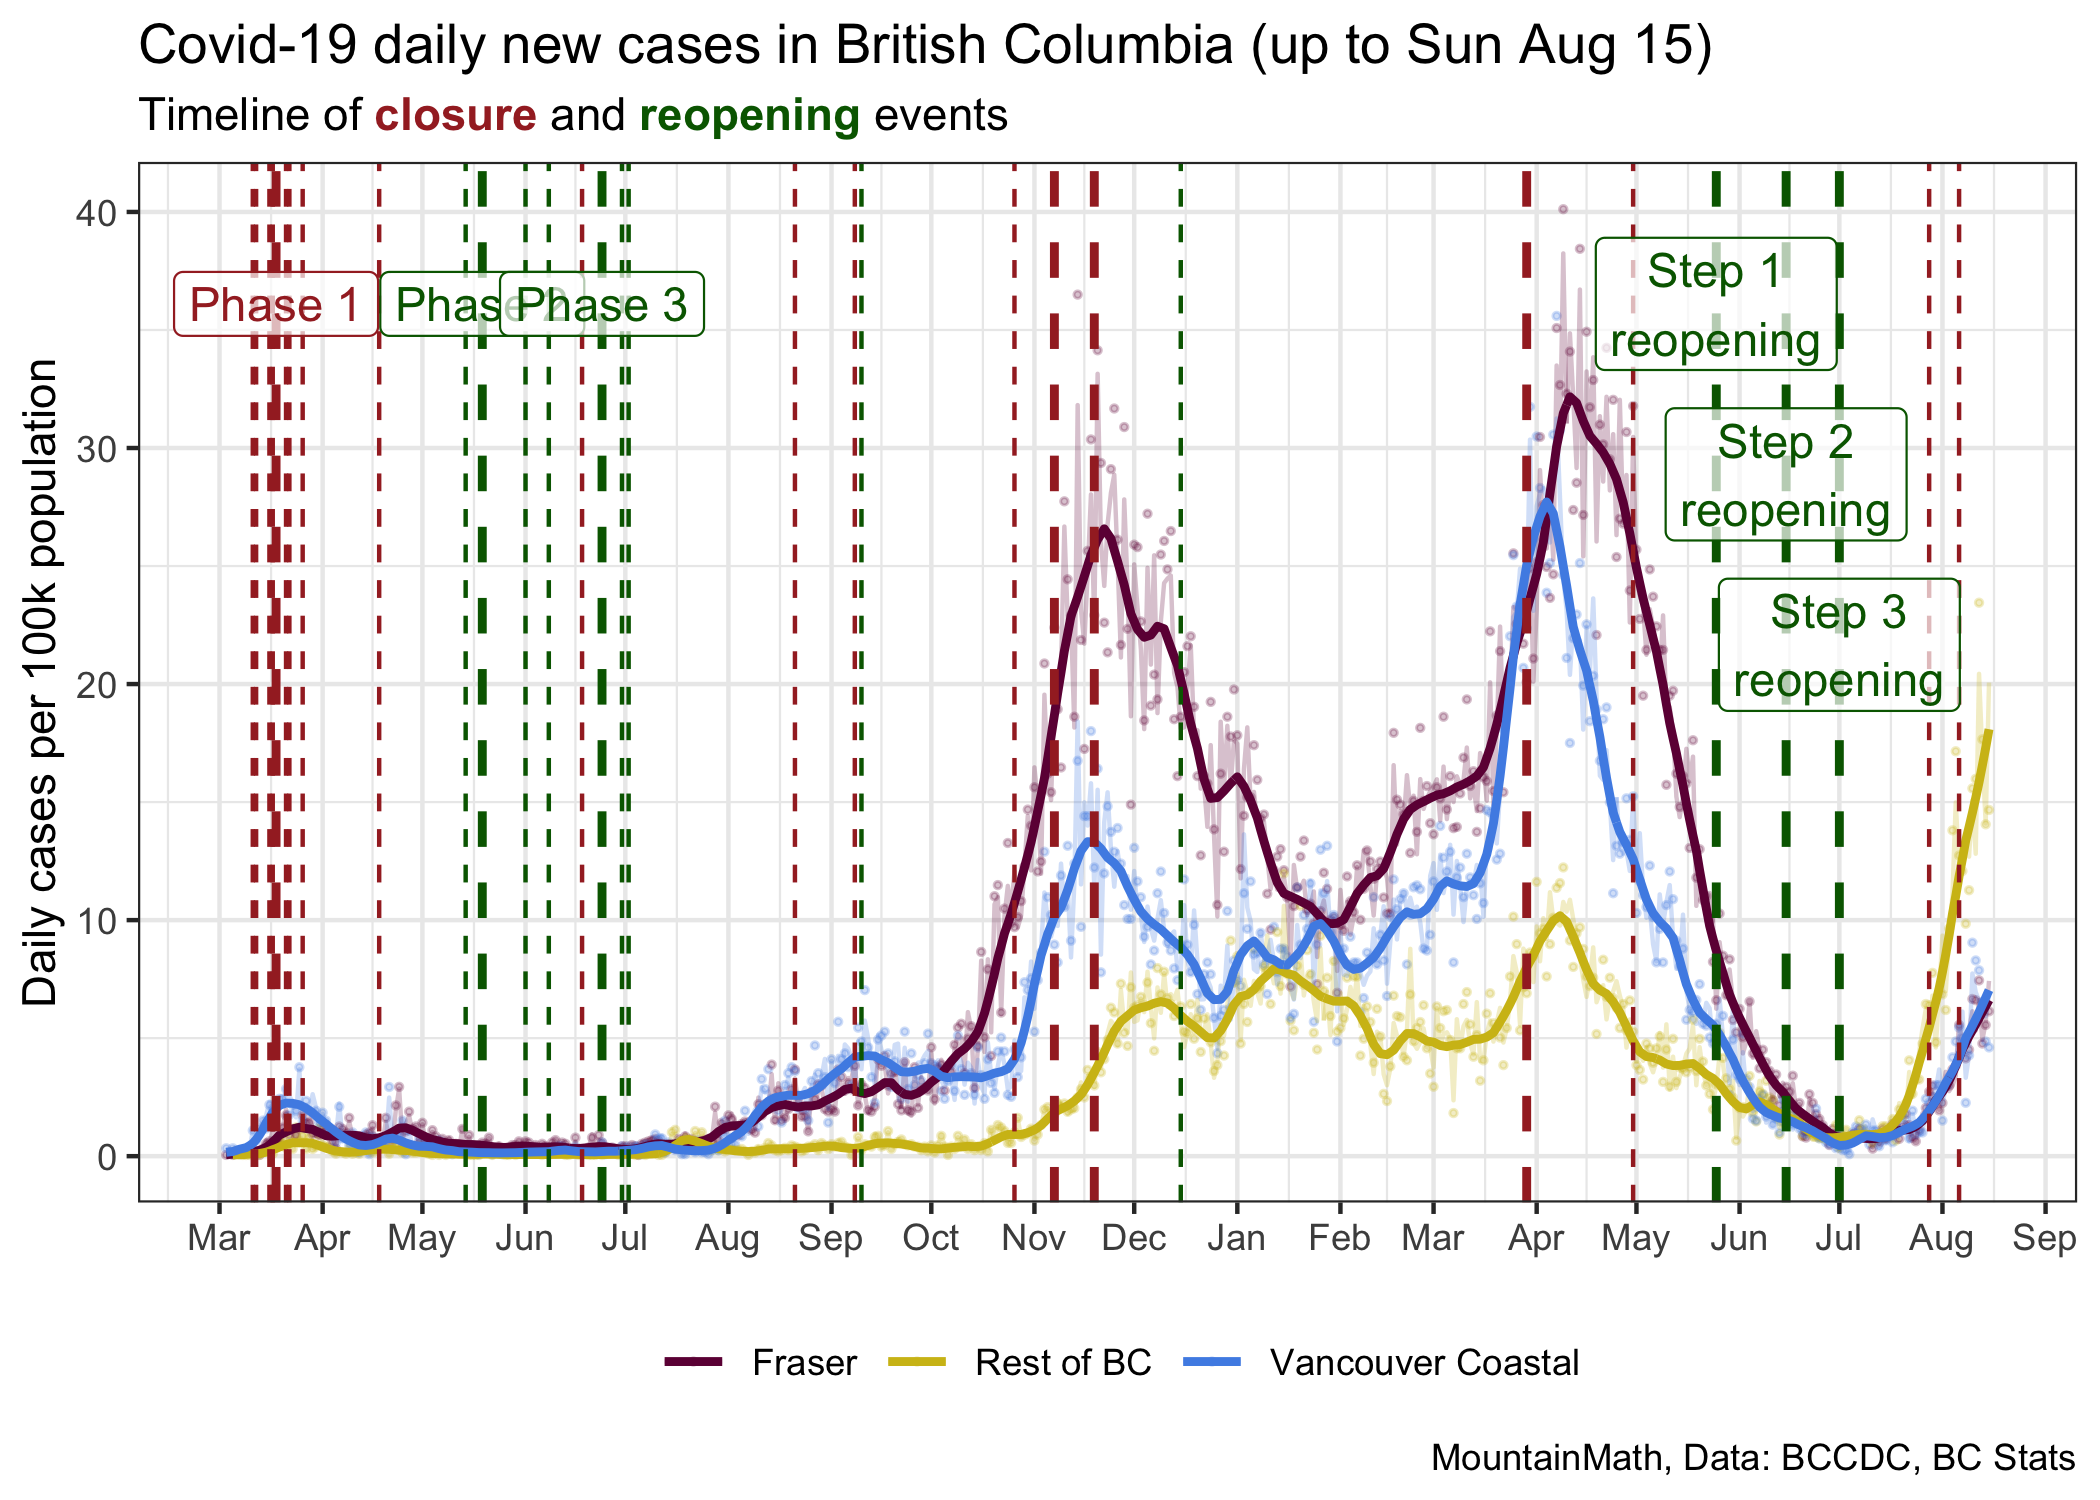 Covid-19 daily new cases in British Columbia (up to Sun Aug 15)
Timeline of closure and reopening events
Daily cases per 100k population
40
30
20
10
0
Phase 1
Phase 2
Phase 3
Step 1
reopening
Step 2
reopening
Step 3
reopening
Mar Apr May Jun Jul Aug Sep Oct Nov Dec Jan Feb Mar Apr May Jun Jul Aug Sep
Fraser Rest of BC Vancouver Coastal
MountainMath, Data: BCCDC, BC Stats